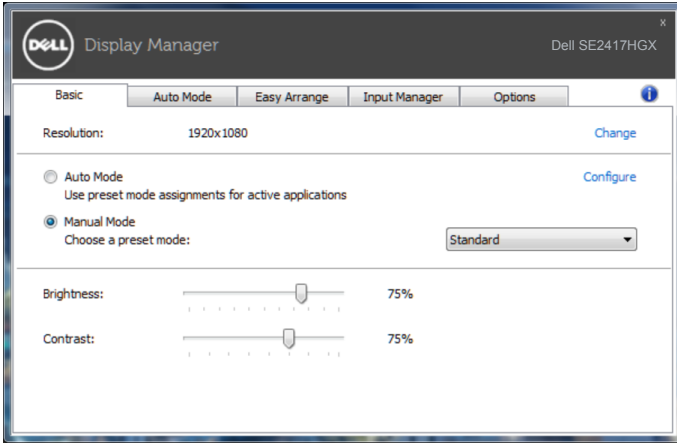 DELL Display Manager
x
Dell SE2417HGX
Basic Auto Mode Easy Arrange Input Manager Options i
Resolution: 1920x1080 Change
Auto Mode Configure
Use preset mode assignments for active applications
Manual Mode
Choose a preset mode: Standard
Brightness: 75%
Contrast: 75%